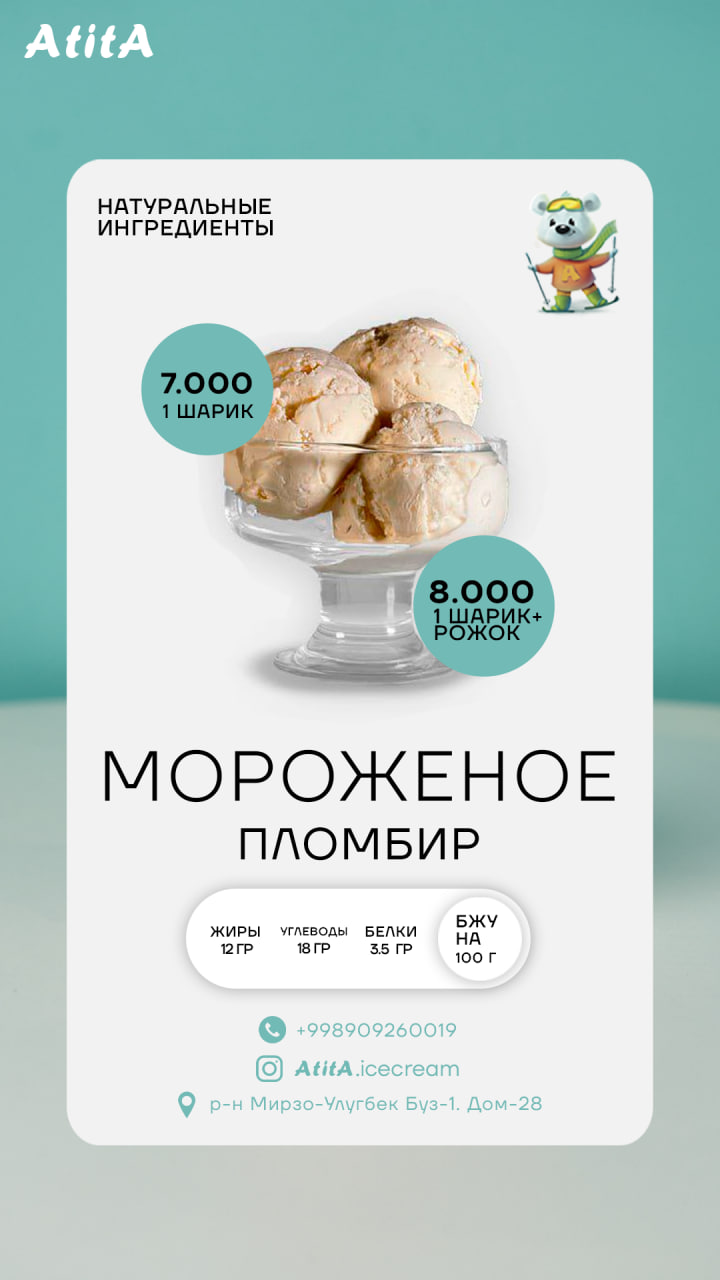 AtitA
НАТУРАЛЬНЫЕ
ИНГРЕДИЕНТЫ
A
7.000
1 ШАРИК
8.000
1 ШАРИК+
РОЖОК
МОРОЖЕНОЕ
ПЛОМБИР
ЖИРЫ
12 ГР
УГЛЕВОДЫ
18 ГР
БЕЛКИ
3.5 ГР
БЖУ
НА
100 Г
+998909260019
AtitA.icecream
р-н Мирзо-Улугбек Буз-1. Дом-28